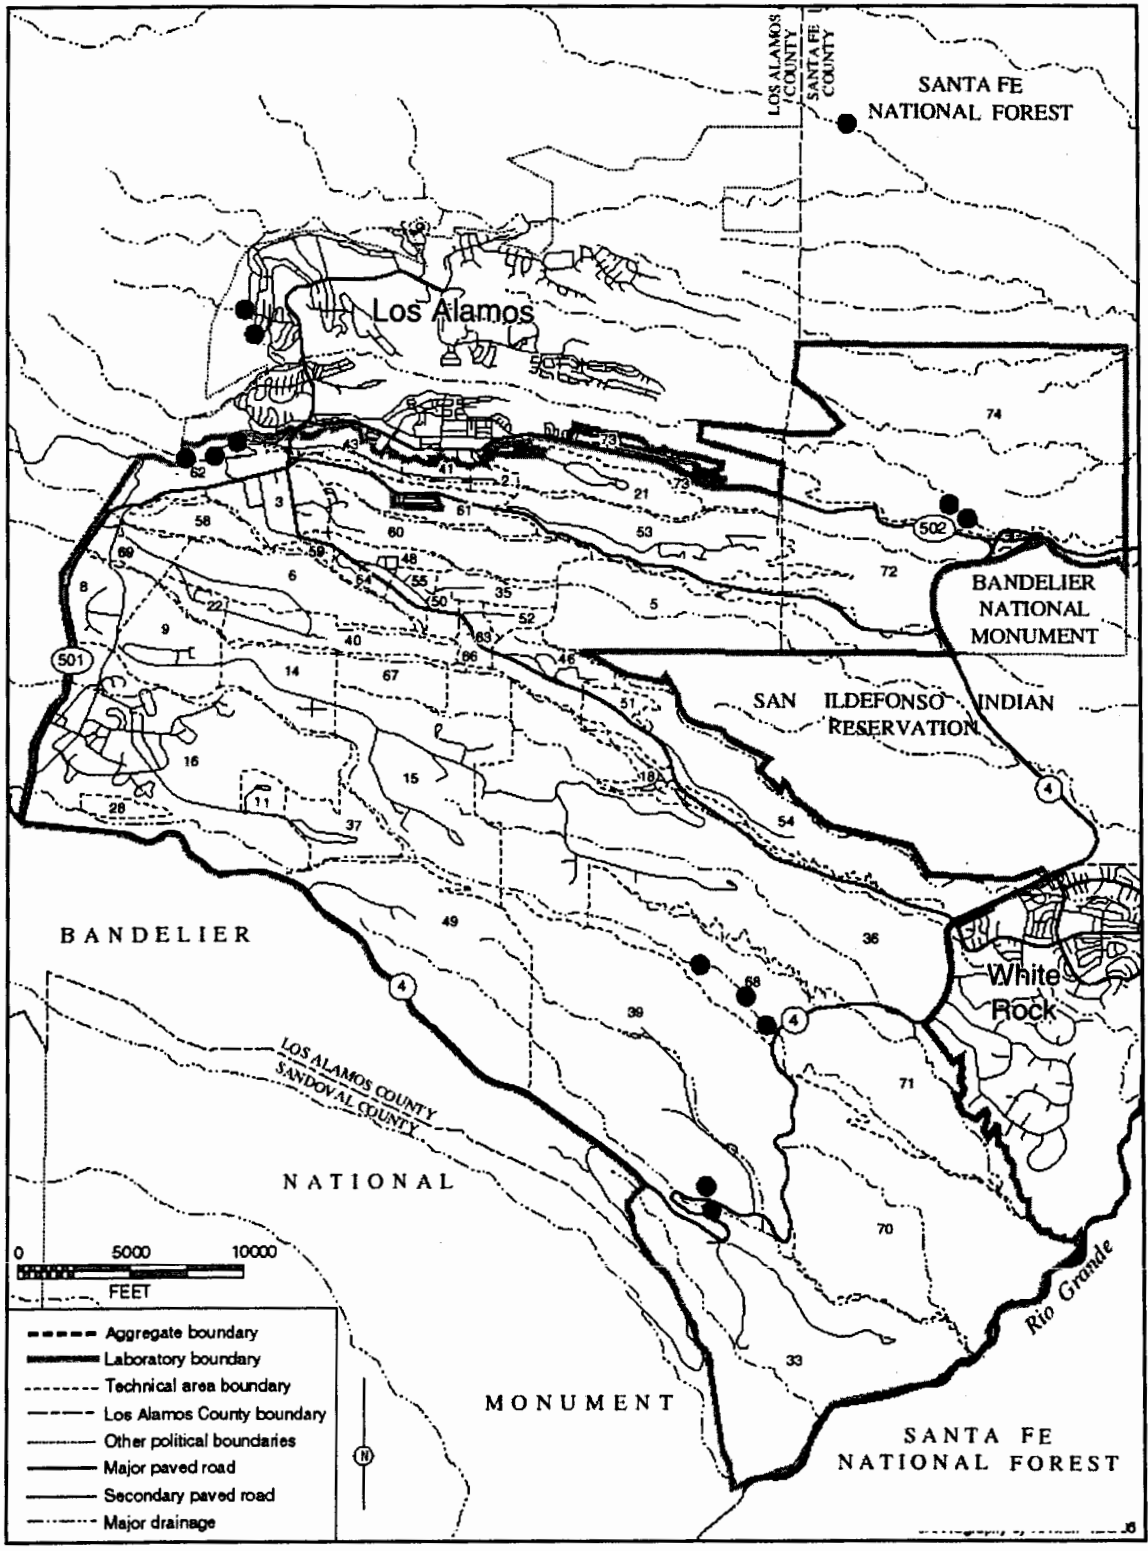 LOS ALAMOS
COUNTY
SANTA FE
COUNTY
SANTA FE
NATIONAL FOREST
Los Alamos
74
73
43
41
2
62
73
21
3
61
502
58
60
53
59
48
69
72
6
64
55
35
8
22
50
5
BANDELIER
NATIONAL
MONUMENT
52
9
63
40
501
66
46
14
67
51
SAN ILDEFONSO INDIAN
RESERVATION
16
15
18
4
11
28
37
54
49
36
BANDELIER
White
Rock
68
4
39
4
LOS ALAMOS COUNTY
SANDOVAL COUNTY
71
NATIONAL
70
0 5000 10000
FEET
Rio Grande
Aggregate boundary
Laboratory boundary
Technical area boundary
Los Alamos County boundary
Other political boundaries
Major paved road
Secondary paved road
Major drainage
33
MONUMENT
N
SANTA FE
NATIONAL FOREST